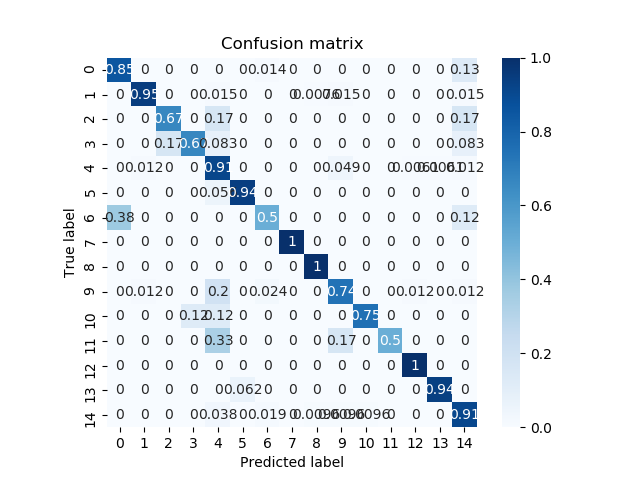 Confusion matrix
0 0.85 0 0 0 0 0 0.014 0 0 0 0 0 0 0 0.13
1 0 0.95 0 0 0.015 0 0 0 0.0076 0.015 0 0 0 0 0.015
2 0 0 0.67 0 0.17 0 0 0 0 0 0 0 0 0 0.17
3 0 0 0.17 0.083 0 0 0 0 0 0 0 0 0 0.083
4 0 0.012 0 0 0.91 0 0 0 0 0.049 0 0 0.0061 0.0061 0.012
5 0 0 0 0 0.94 0 0 0 0 0 0 0 0 0
6 0.38 0 0 0 0 0 0.5 0 0 0 0 0 0 0 0.12
7 0 0 0 0 0 0 0 1 0 0 0 0 0 0 0
8 0 0 0 0 0 0 0 0 1 0 0 0 0 0 0
9 0 0.012 0 0 0.2 0 0.024 0 0 0.74 0 0 0.012 0 0.012
10 0 0 0 0.12 0.12 0 0 0 0 0 0.75 0 0 0 0
11 0 0 0 0 0.33 0 0 0 0 0.17 0 0.5 0 0 0
12 0 0 0 0 0 0 0 0 0 0 0 0 1 0 0
13 0 0 0 0 0 0.062 0 0 0 0 0 0 0 0.94 0
14 0 0 0 0 0.038 0 0.019 0 0.0096 0.0096 0.0096 0 0 0 0.91
0 1 2 3 4 5 6 7 8 9 10 11 12 13 14
Predicted label
True label
1.0
0.8
0.6
0.4
0.2
0.0